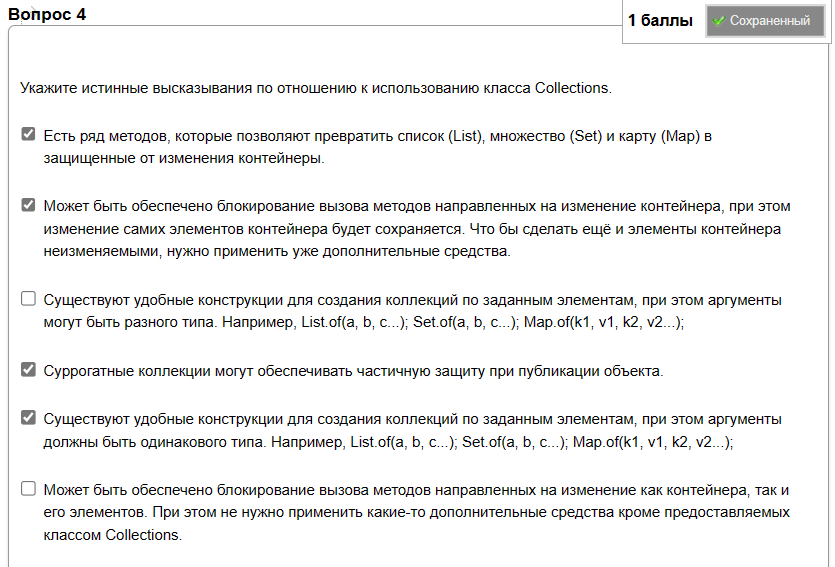 Вопрос 4
1 баллы
Сохраненный
Укажите истинные высказывания по отношению к использованию класса Collections.
Есть ряд методов, которые позволяют превратить список (List), множество (Set) и карту (Map) в
защищенные от изменения контейнеры.
Может быть обеспечено блокирование вызова методов направленных на изменение контейнера, при этом
изменение самих элементов контейнера будет сохраняется. Что бы сделать ещё и элементы контейнера
неизменяемыми, нужно применить уже дополнительные средства.
Существуют удобные конструкции для создания коллекций по заданным элементам, при этом аргументы
могут быть разного типа. Например, List.of(a, b, c...); Set.of(a, b, c...); Map.of(k1, v1, k2, v2...);
Суррогатные коллекции могут обеспечивать частичную защиту при публикации объекта.
Существуют удобные конструкции для создания коллекций по заданным элементам, при этом аргументы
должны быть одинакового типа. Например, List.of(a, b, c...); Set.of(a, b, c...); Map.of(k1, v1, k2, v2...);
Может быть обеспечено блокирование вызова методов направленных на изменение как контейнера, так и
его элементов. При этом не нужно применить какие-то дополнительные средства кроме предоставляемых
классом Collections.